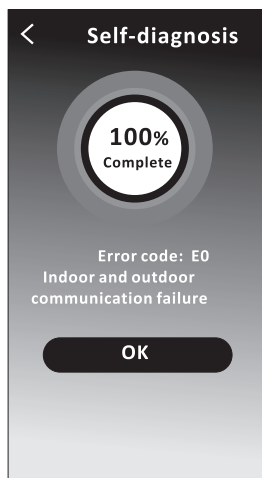 Self-diagnosis
100%
Complete
Error code: E0
Indoor and outdoor
communication failure
OK